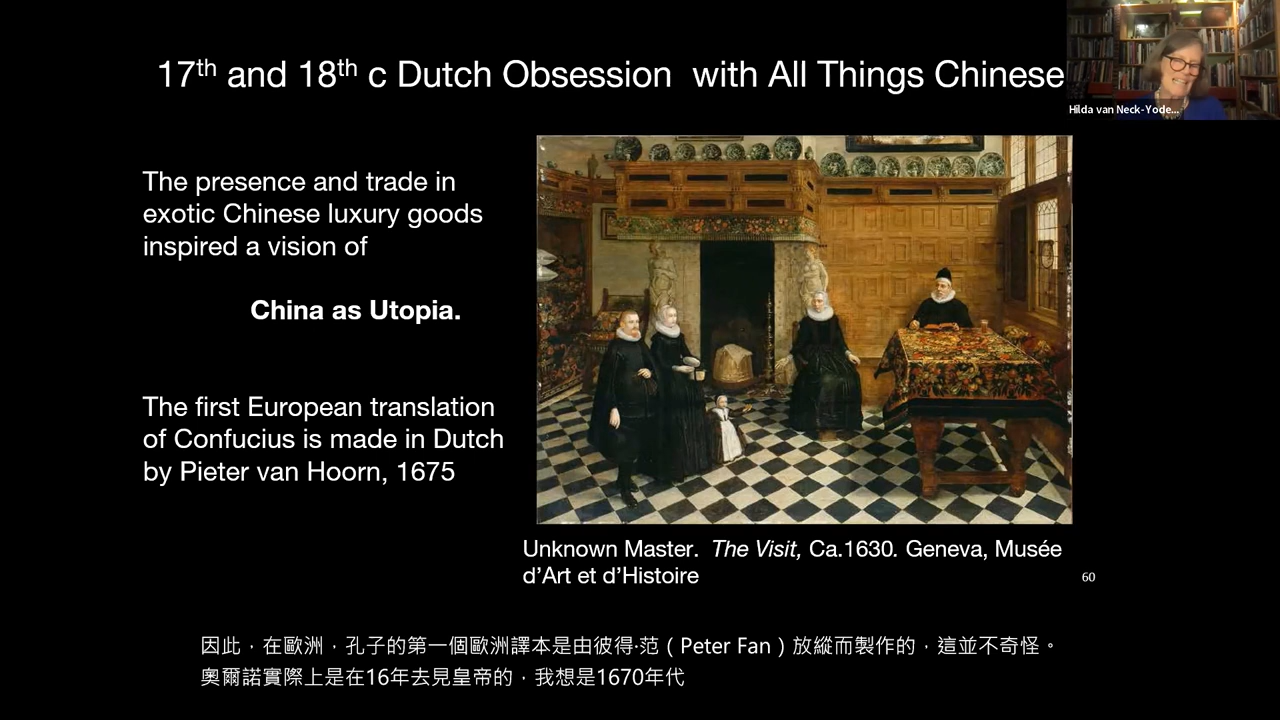 17th and 18th c Dutch Obsession with All Things Chinese
Hilda van Neck-Yode...
The presence and trade in
exotic Chinese luxury goods
inspired a vision of
China as Utopia.
The first European translation
of Confucius is made in Dutch
by Pieter van Hoorn, 1675
Unknown Master. The Visit, Ca.1630. Geneva, Musée
d’Art et d’Histoire
60
因此，在歐洲，孔子的第一個歐洲譯本是由彼得·范（Peter Fan）放縱而製作的，這並不奇怪。
奧爾諾實際上是在16年去見皇帝的，我想是1670年代